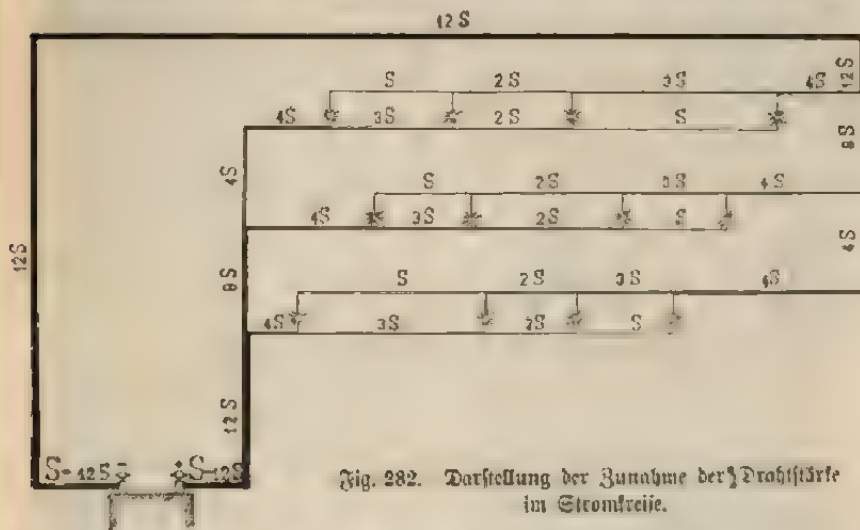 12 S
12 S
S 2 S 3 S 4 S
4 S 3 S 2 S S
8 S
4 S
S 2 S 3 S 4 S
4 S 3 S 2 S S
12 S
4 S
8 S
S 2 S 3 S 4 S
4 S 3 S 2 S S
12 S
S-12 S S-12 S
Fig. 282. Darstellung der Zunahme der Drahtstärke
im Stromkreise.